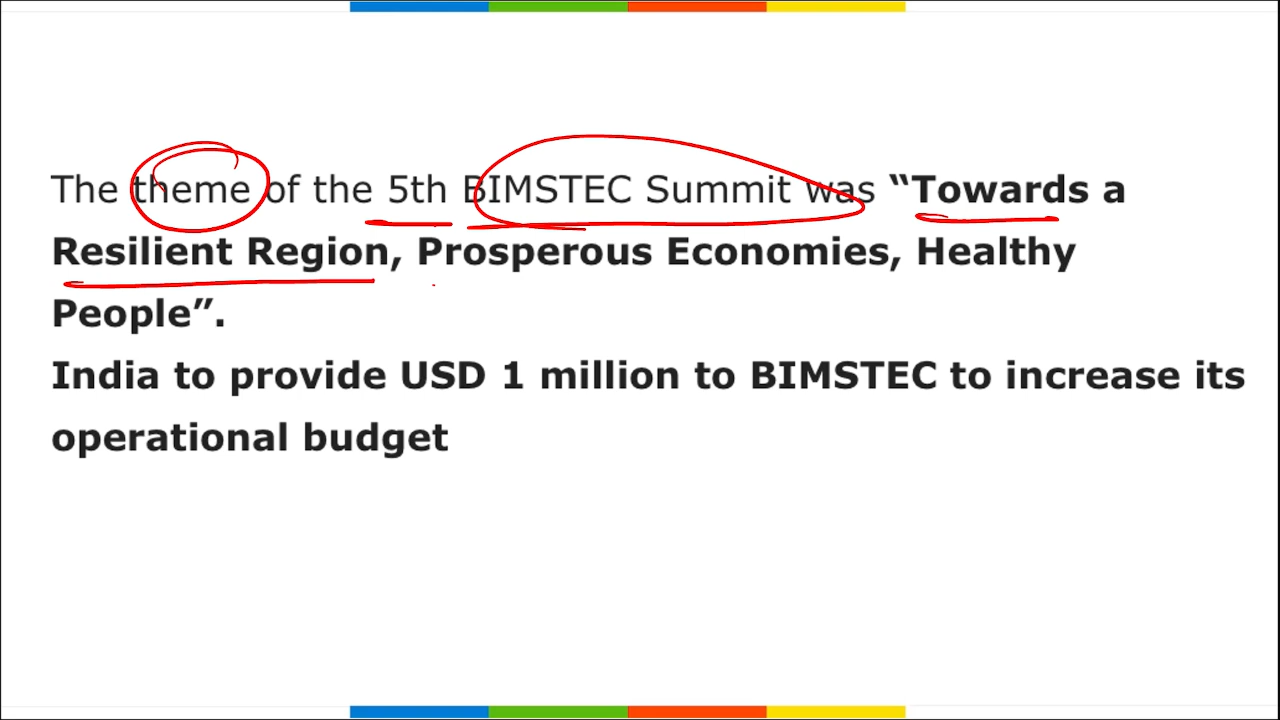 The theme of the 5th BIMSTEC Summit was “Towards a
Resilient Region, Prosperous Economies, Healthy
People”.
India to provide USD 1 million to BIMSTEC to increase its
operational budget